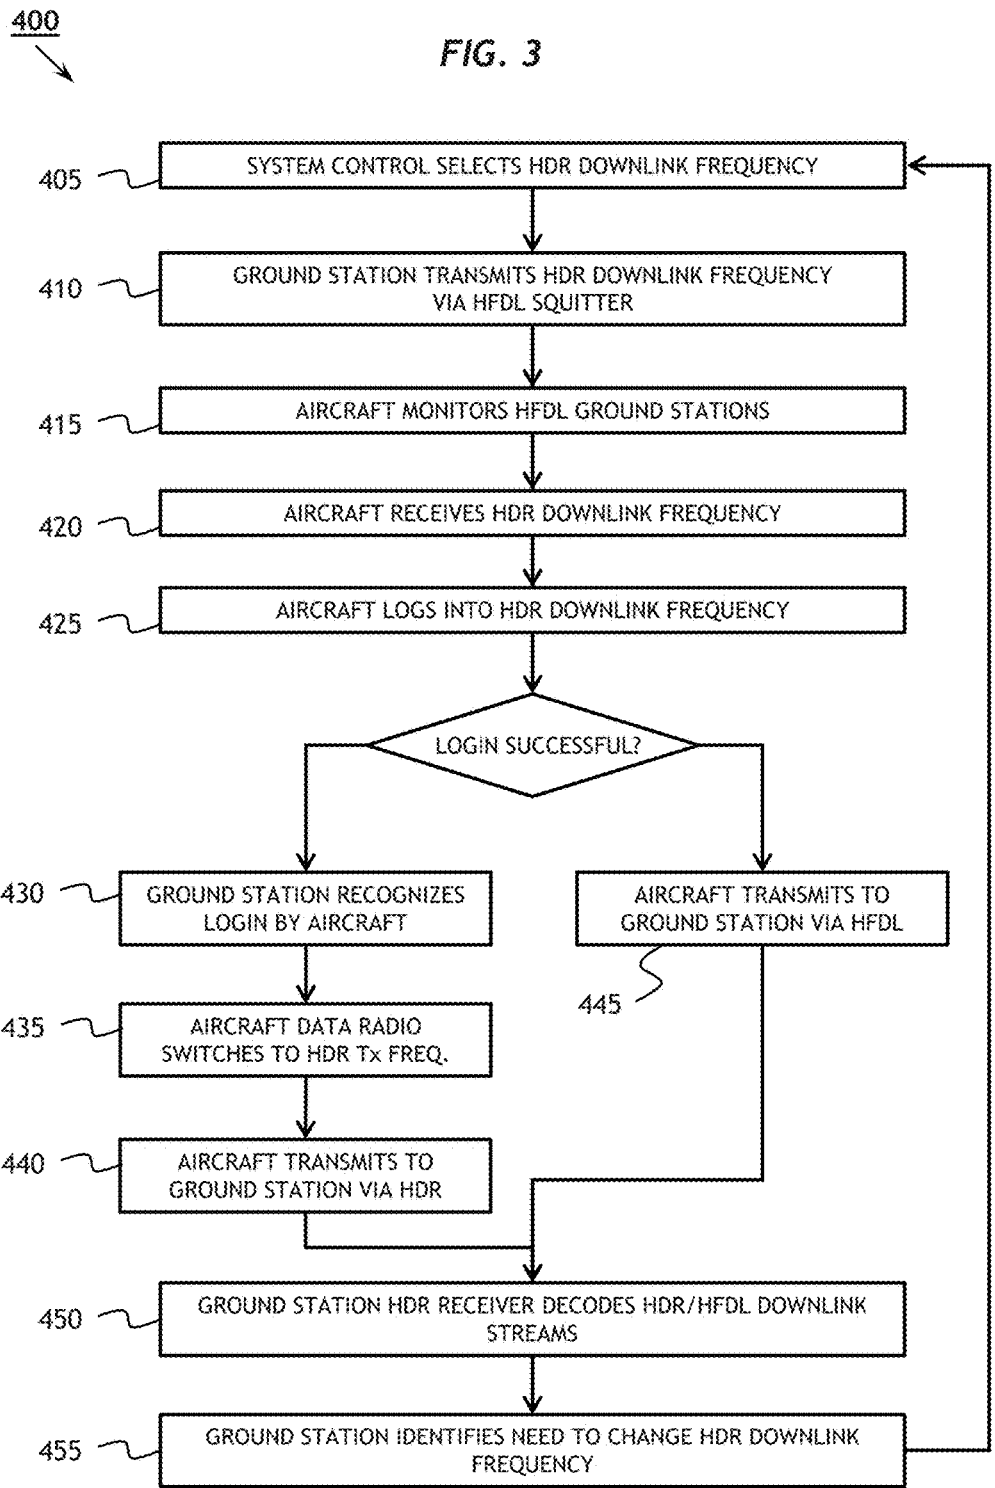 400
FIG. 3
405
SYSTEM CONTROL SELECTS HDR DOWNLINK FREQUENCY
410
GROUND STATION TRANSMITS HDR DOWNLINK FREQUENCY
VIA HFDL SQUITTER
415
AIRCRAFT MONITORS HFDL GROUND STATIONS
420
AIRCRAFT RECEIVES HDR DOWNLINK FREQUENCY
425
AIRCRAFT LOGS INTO HDR DOWNLINK FREQUENCY
LOGIN SUCCESSFUL?
430
GROUND STATION RECOGNIZES
LOGIN BY AIRCRAFT
AIRCRAFT TRANSMITS TO
GROUND STATION VIA HFDL
445
435
AIRCRAFT DATA RADIO
SWITCHES TO HDR Tx FREQ.
440
AIRCRAFT TRANSMITS TO
GROUND STATION VIA HDR
450
GROUND STATION HDR RECEIVER DECODES HDR/HFDL DOWNLINK
STREAMS
455
GROUND STATION IDENTIFIES NEED TO CHANGE HDR DOWNLINK
FREQUENCY